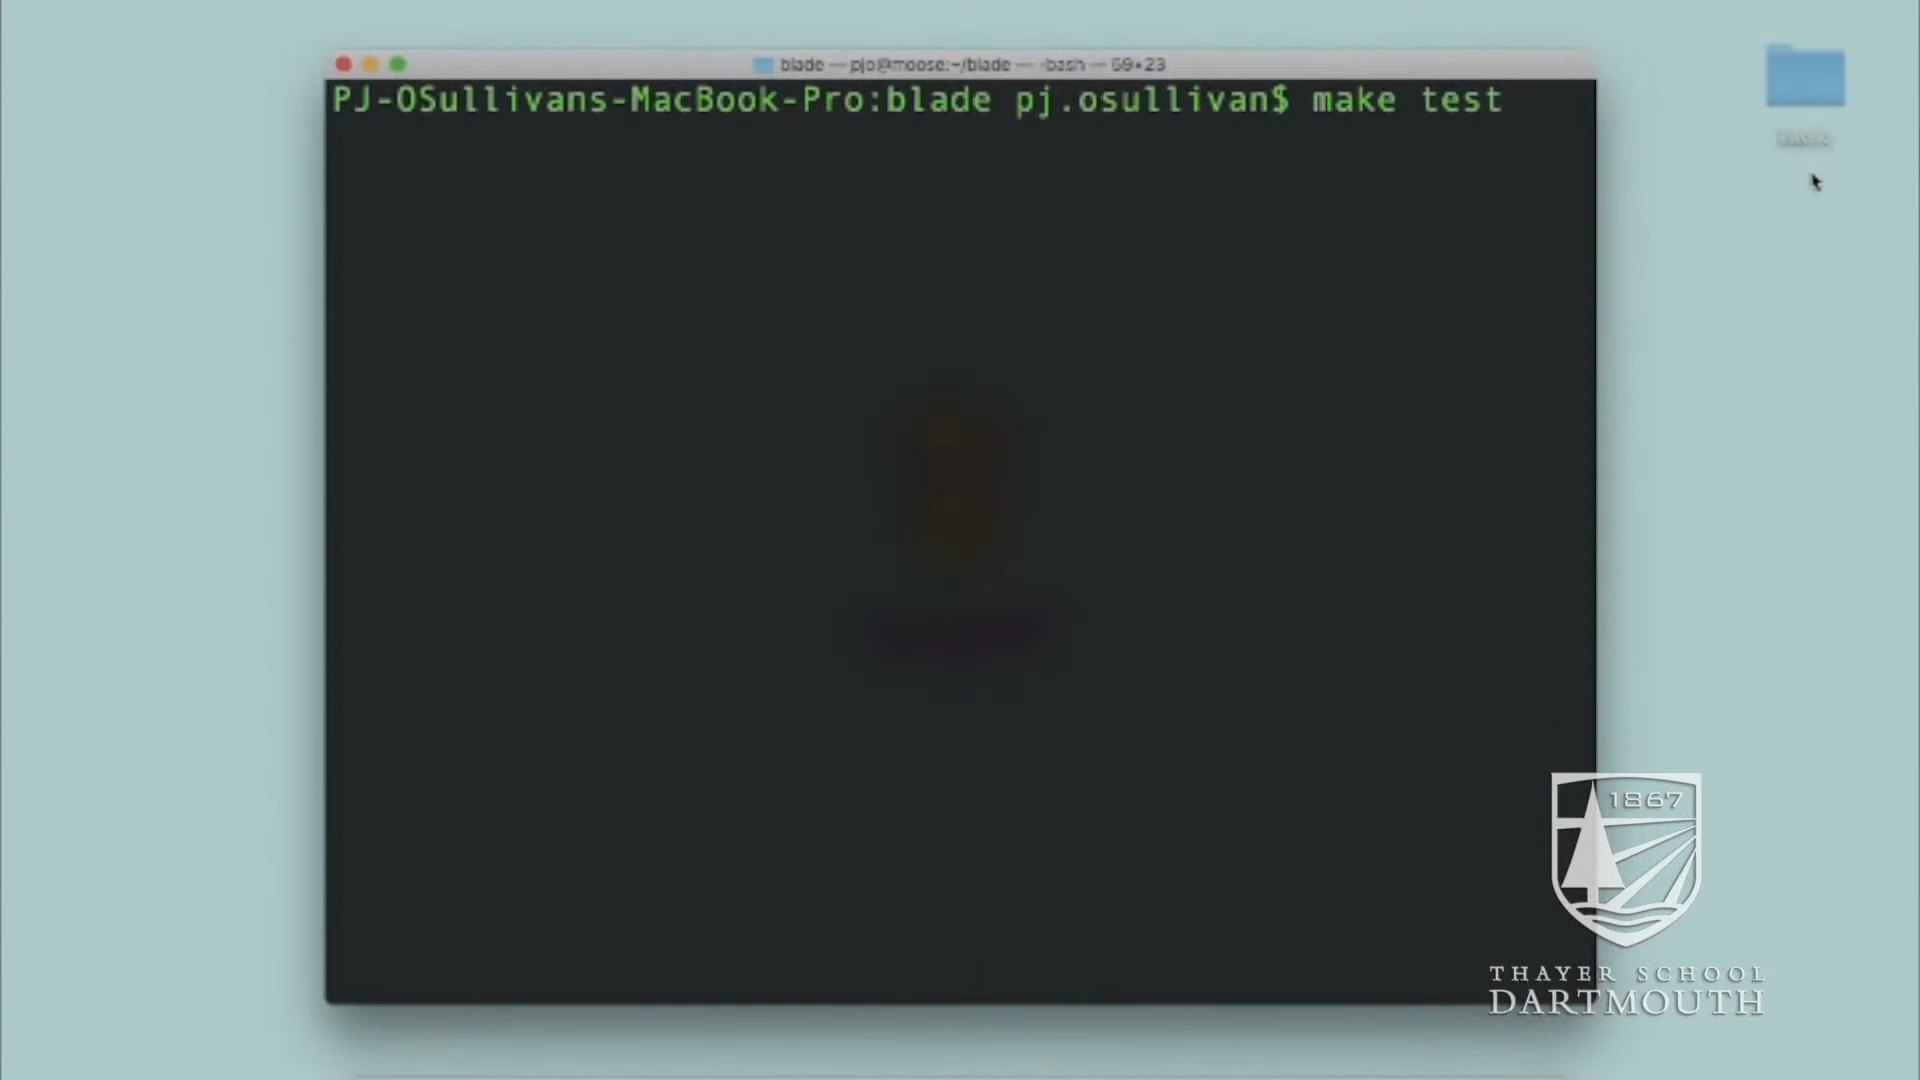 blade — pjo@moose:~/blade — -bash — 69×23
PJ-OSullivans-MacBook-Pro:blade pj.osullivan$ make test
1867
THAYER SCHOOL
DARTMOUTH